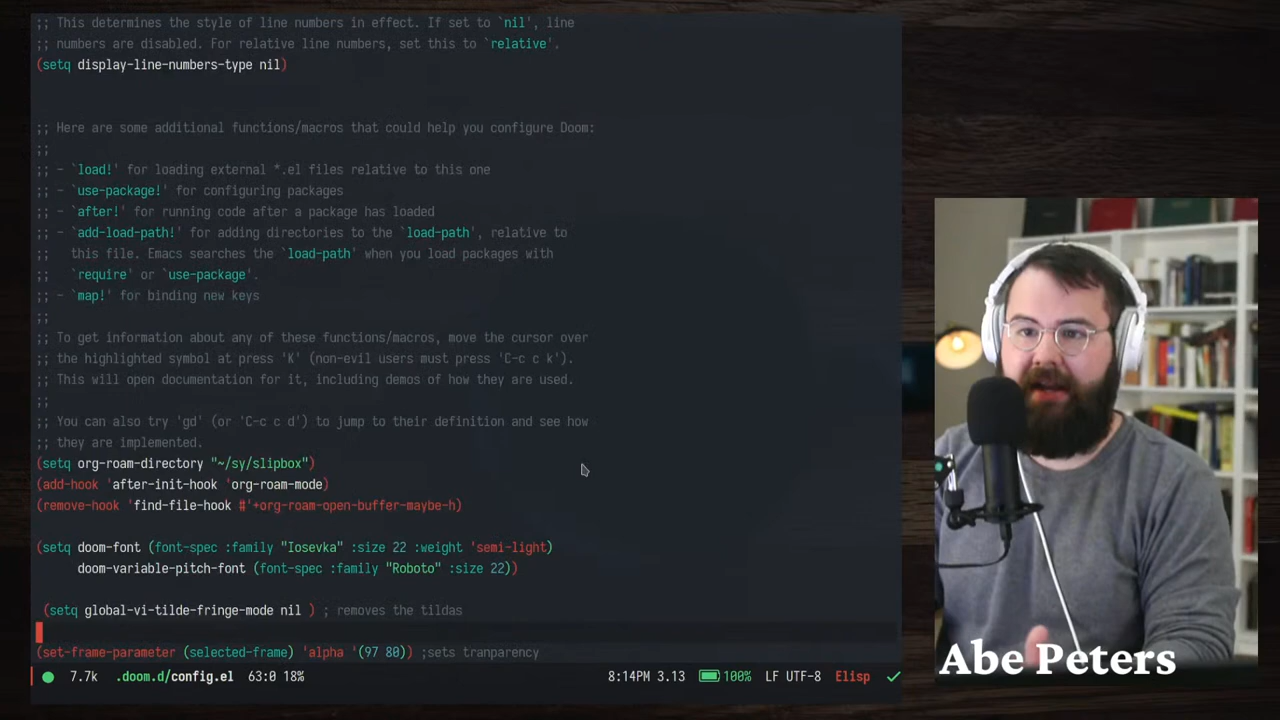 ;; This determines the style of line numbers in effect. If set to `nil', line
;; numbers are disabled. For relative line numbers, set this to `relative'.
(setq display-line-numbers-type nil)
;; Here are some additional functions/macros that could help you configure Doom:
;;
;; - `load!' for loading external *.el files relative to this one
;; - `use-package!' for configuring packages
;; - `after!' for running code after a package has loaded
;; - `add-load-path!' for adding directories to the `load-path', relative to
;;   this file. Emacs searches the `load-path' when you load packages with
;;   `require' or `use-package'.
;; - `map!' for binding new keys
;;
;; To get information about any of these functions/macros, move the cursor over
;; the highlighted symbol at press 'K' (non-evil users must press 'C-c c k').
;; This will open documentation for it, including demos of how they are used.
;;
;; You can also try 'gd' (or 'C-c c d') to jump to their definition and see how
;; they are implemented.
(setq org-roam-directory "~/sy/slipbox")
(add-hook 'after-init-hook 'org-roam-mode)
(remove-hook 'find-file-hook #'+org-roam-open-buffer-maybe-h)
(setq doom-font (font-spec :family "Iosevka" :size 22 :weight 'semi-light)
      doom-variable-pitch-font (font-spec :family "Roboto" :size 22))
 (setq global-vi-tilde-fringe-mode nil ) ; removes the tildas
(set-frame-parameter (selected-frame) 'alpha '(97 80)) ;sets tranparency
7.7k .doom.d/config.el 63:0 18% 8:14PM 3.13 100% LF UTF-8 Elisp
Abe Peters